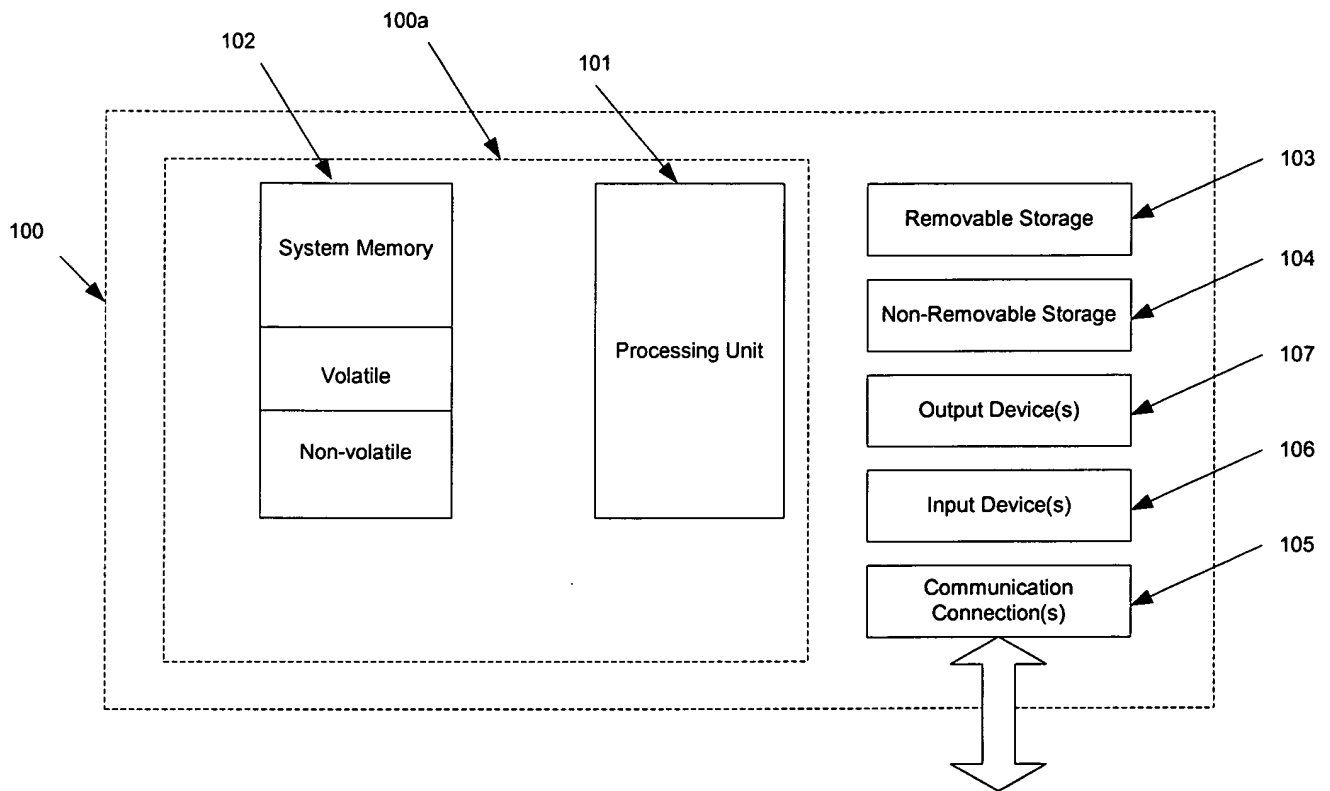 100a
102
101
103
100
System Memory
Volatile
Non-volatile
Processing Unit
Removable Storage
104
Non-Removable Storage
107
Output Device(s)
106
Input Device(s)
105
Communication
Connection(s)